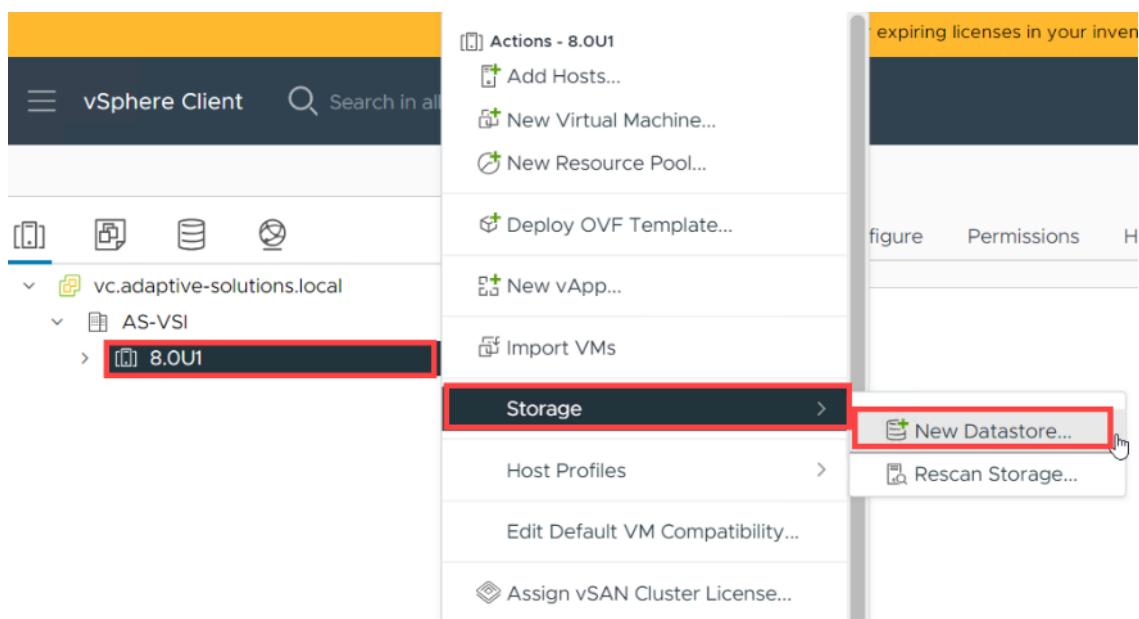 expiring licenses in your inven
vSphere Client
Search in al
Actions - 8.0U1
Add Hosts...
New Virtual Machine...
New Resource Pool...
Deploy OVF Template...
New vApp...
Import VMs
Storage
Host Profiles
Edit Default VM Compatibility...
Assign vSAN Cluster License...
New Datastore...
Rescan Storage...
figure
Permissions
H
vc.adaptive-solutions.local
AS-VSI
8.0U1